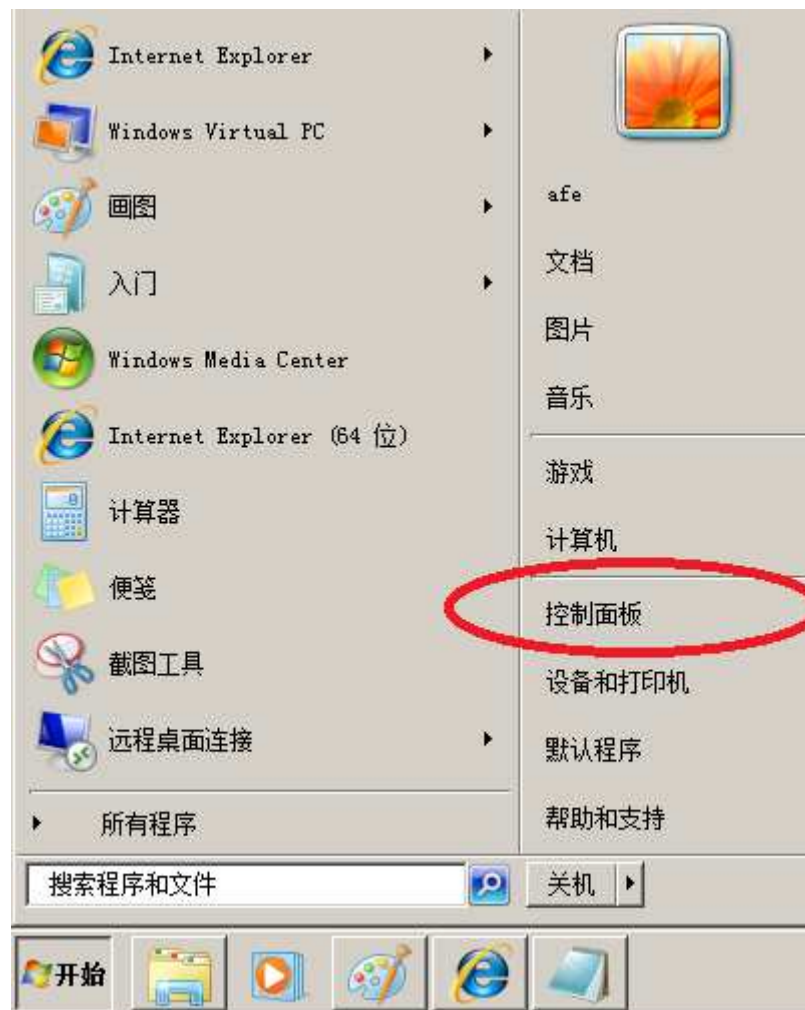 Internet Explorer
Windows Virtual PC
画图
入门
Windows Media Center
Internet Explorer (64 位)
计算器
便笺
截图工具
远程桌面连接
所有程序
搜索程序和文件
afe
文档
图片
音乐
游戏
计算机
控制面板
设备和打印机
默认程序
帮助和支持
关机
开始